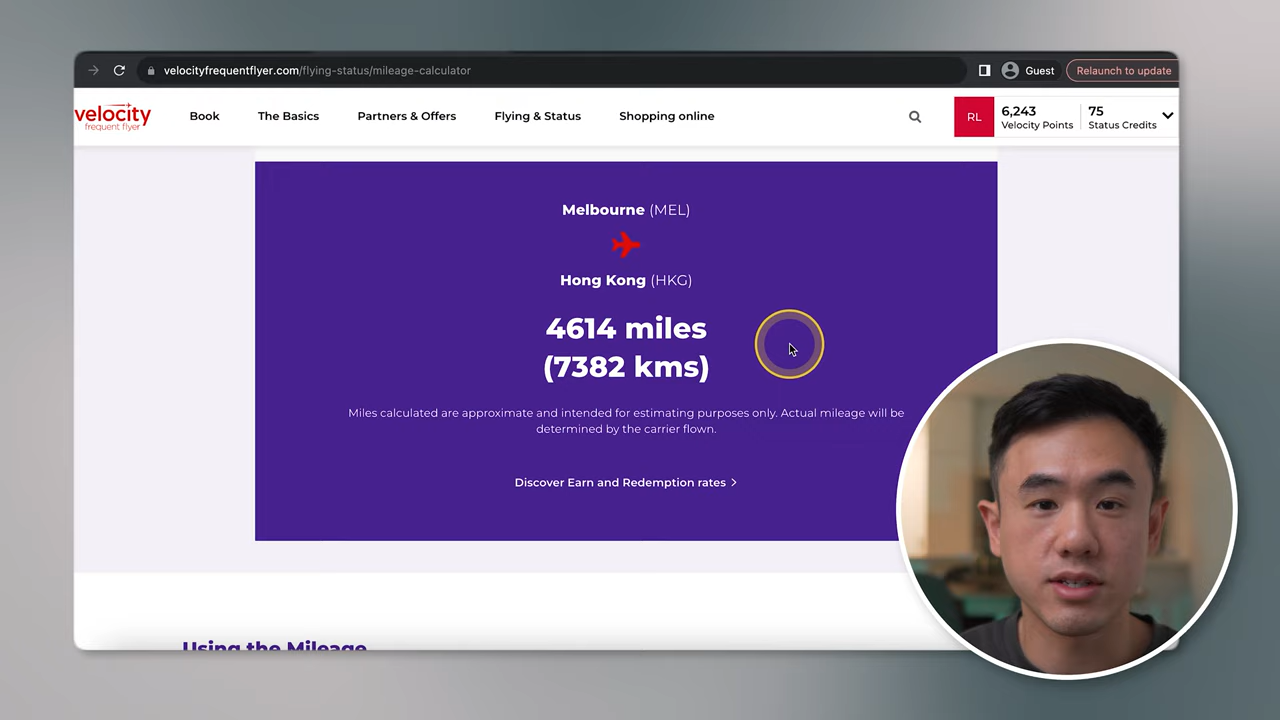 velocityfrequentflyer.com/flying-status/mileage-calculator
Guest
Relaunch to update
velocity
frequent flyer
Book
The Basics
Partners & Offers
Flying & Status
Shopping online
RL
6,243
Velocity Points
75
Status Credits
Melbourne (MEL)
Hong Kong (HKG)
4614 miles
(7382 kms)
Miles calculated are approximate and intended for estimating purposes only. Actual mileage will be
determined by the carrier flown.
Discover Earn and Redemption rates >
Using the Mileage